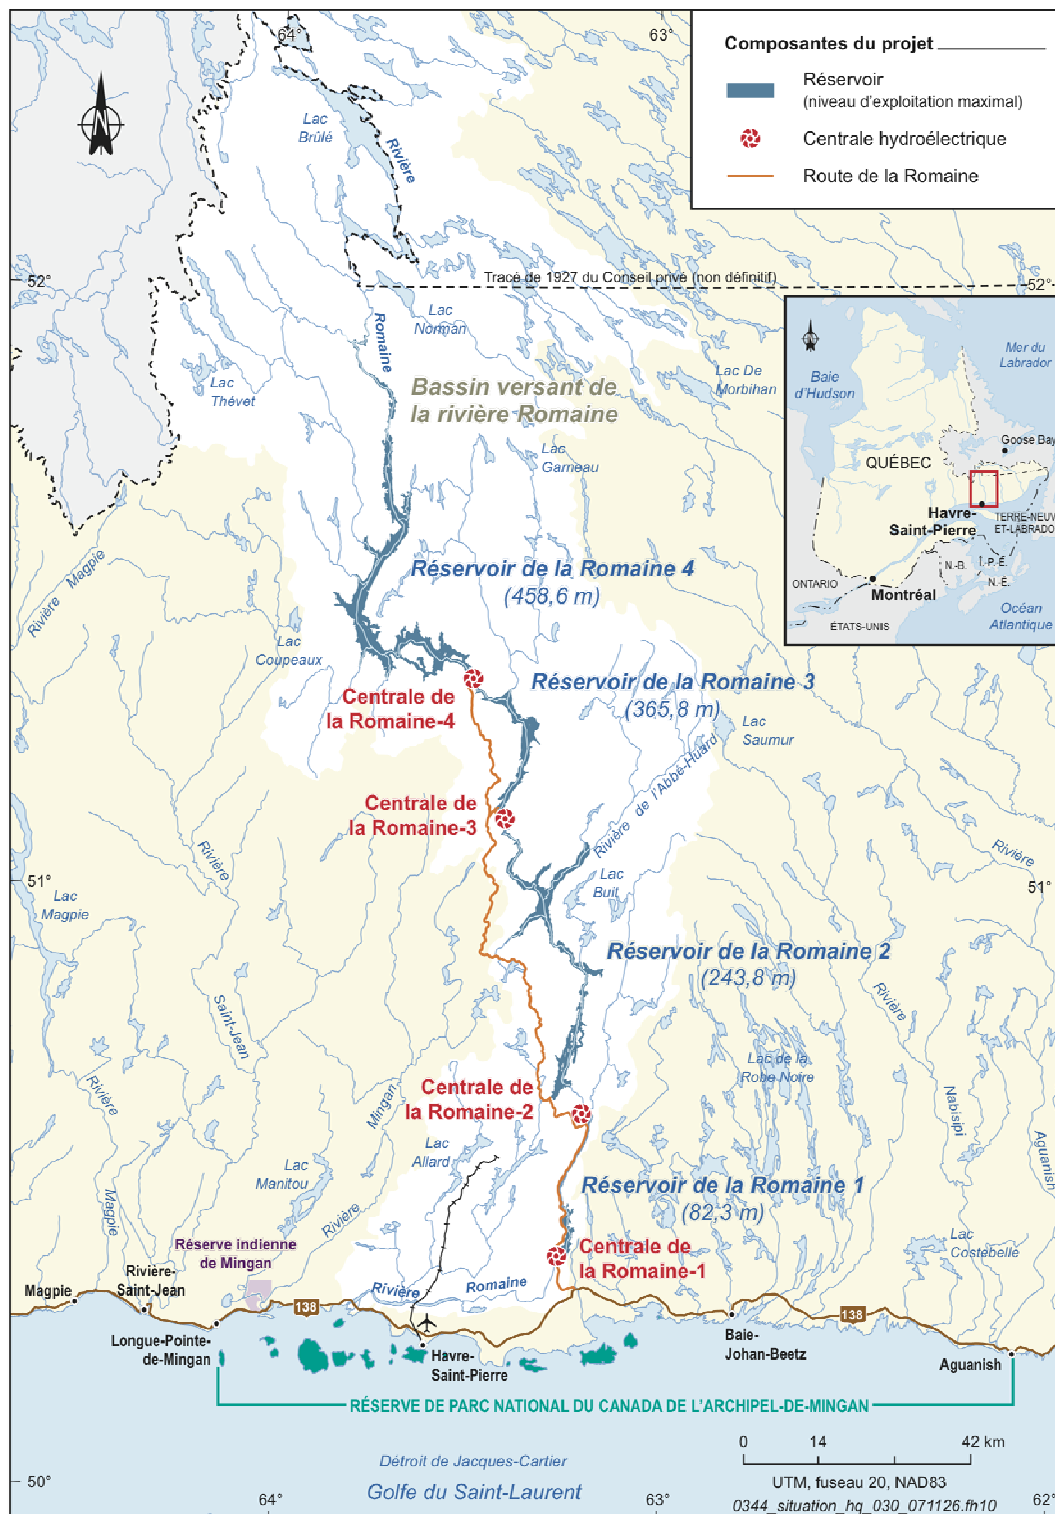 64°
63°
Composantes du projet
Réservoir
(niveau d'exploitation maximal)
Centrale hydroélectrique
Route de la Romaine
Lac
Brûlé
Rivière
52°
Tracé de 1927 du Conseil privé (non définitif)
52°
Lac
Norman
Romaine
Lac
Thévet
Bassin versant de
la rivière Romaine
Lac De
Morbihan
Lac
Garneau
Baie
d'Hudson
Mer du
Labrador
Goose Bay
QUÉBEC
Havre-
Saint-Pierre
TERRE-NEUV
ET-LABRADO
N.-B.
Î.-P.-É.
N.-É.
ONTARIO
Montréal
ÉTATS-UNIS
Océan
Atlantique
Rivière Magpie
Réservoir de la Romaine 4
(458,6 m)
Lac
Coupeaux
Centrale de
la Romaine-4
Réservoir de la Romaine 3
(365,8 m)
Lac
Saumur
Rivière de l'Abbé-Huard
Centrale de
la Romaine-3
Rivière
Rivière
51°
51°
Lac
Magpie
Lac
Buit
Réservoir de la Romaine 2
(243,8 m)
Rivière
Saint-Jean
Lac de la
Robe Noire
Rivière
Mingan
Centrale de
la Romaine-2
Nabisipi
Aguanish
Lac
Allard
Lac
Manitou
Réservoir de la Romaine 1
(82,3 m)
Magpie
Rivière
Réserve indienne
de Mingan
Centrale de
la Romaine-1
Lac
Costebelle
Rivière Romaine
Magpie
Rivière-
Saint-Jean
138
138
Longue-Pointe-
de-Mingan
Havre-
Saint-Pierre
Baie-
Johan-Beetz
Aguanish
RÉSERVE DE PARC NATIONAL DU CANADA DE L'ARCHIPEL-DE-MINGAN
Détroit de Jacques-Cartier
Golfe du Saint-Laurent
0 14 42 km
UTM, fuseau 20, NAD83
0344_situation_hq_030_071126.fh10
50°
64°
63°
62°